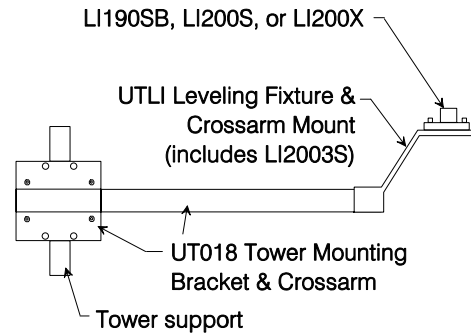 LI190SB, LI200S, or LI200X
UTLI Leveling Fixture &
Crossarm Mount
(includes LI2003S)
UT018 Tower Mounting
Bracket & Crossarm
Tower support